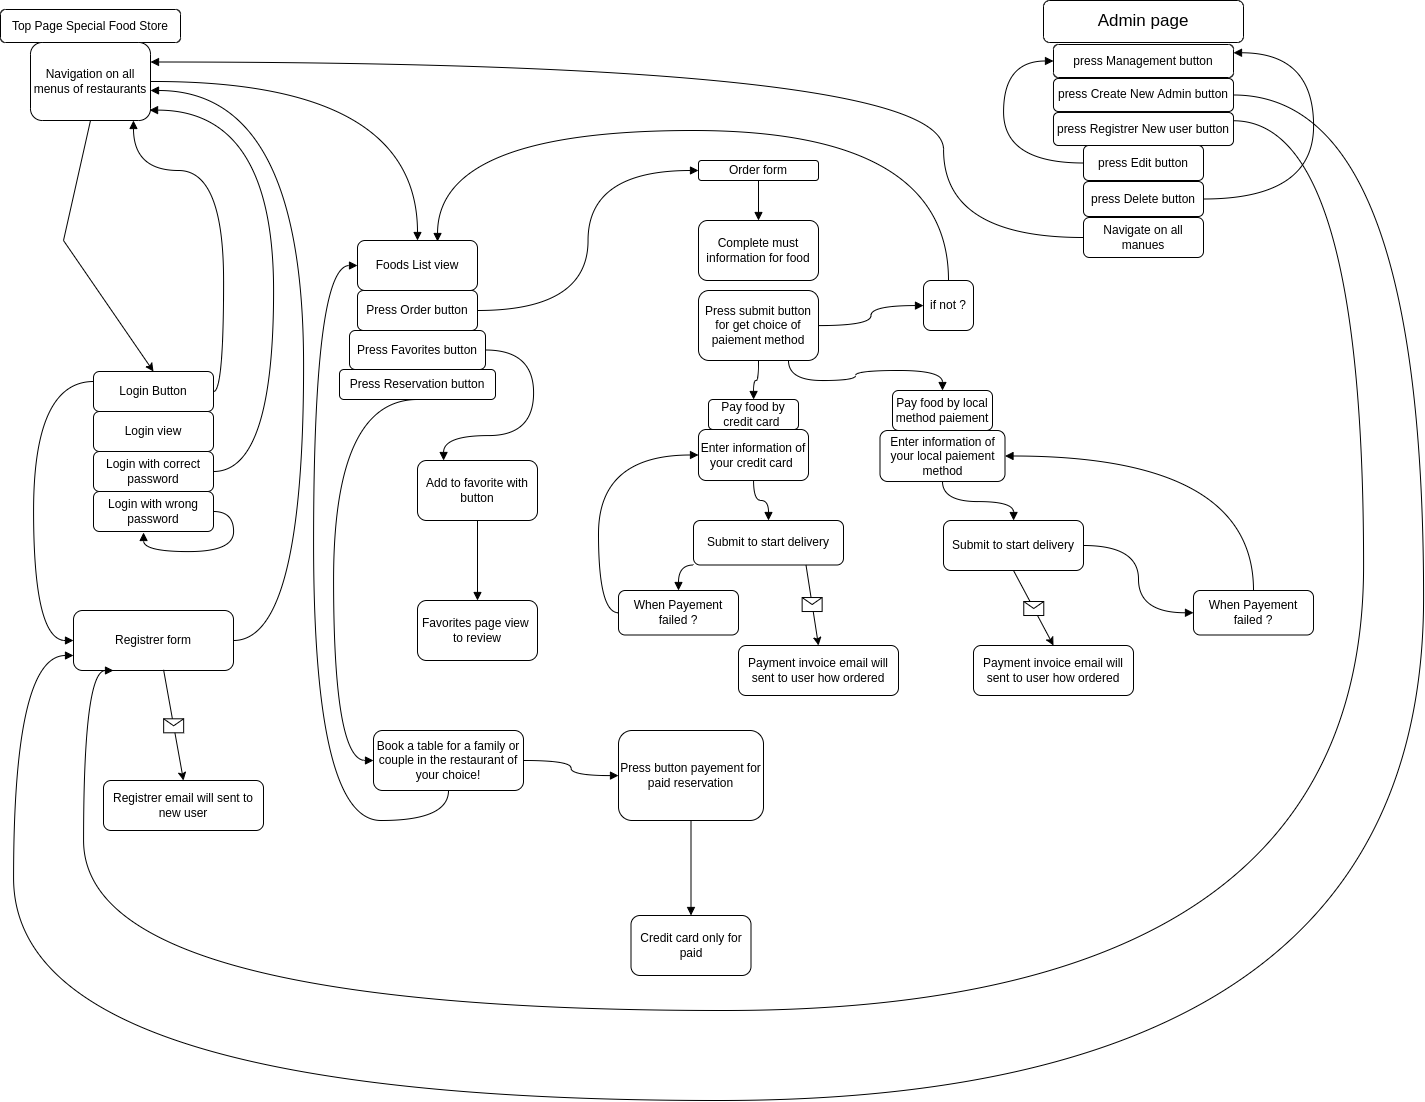 Top Page Special Food Store
Navigation on all
menus of restaurants
Admin page
press Management button
press Create New Admin button
press Registrer New user button
press Edit button
press Delete button
Navigate on all
manues
Order form
Complete must
information for food
Press submit button
for get choice of
paiement method
if not ?
Foods List view
Press Order button
Press Favorites button
Press Reservation button
Login Button
Login view
Login with correct
password
Login with wrong
password
Pay food by
credit card
Enter information of
your credit card
Pay food by local
method paiement
Enter information of
your local paiement
method
Add to favorite with
button
Submit to start delivery
Submit to start delivery
When Payement
failed ?
When Payement
failed ?
Favorites page view
to review
Registrer form
Payment invoice email will
sent to user how ordered
Payment invoice email will
sent to user how ordered
Book a table for a family or
couple in the restaurant of
your choice!
Press button payement for
paid reservation
Registrer email will sent to
new user
Credit card only for
paid